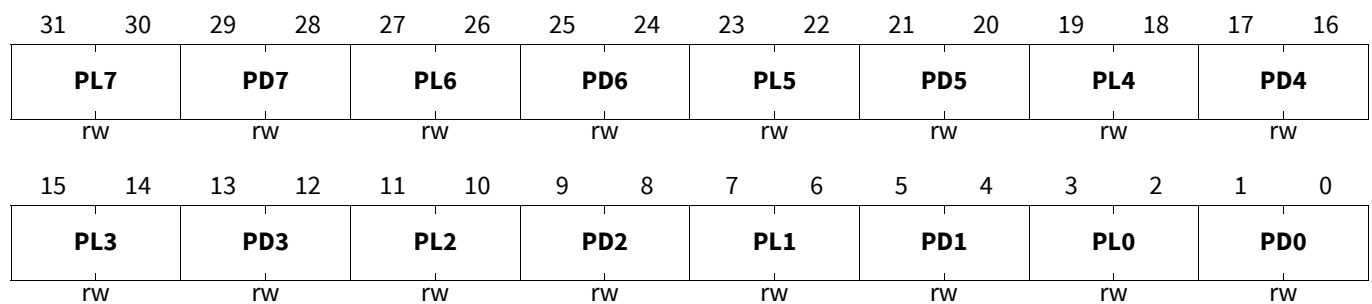 31 30 29 28 27 26 25 24 23 22 21 20 19 18 17 16
PL7 PD7 PL6 PD6 PL5 PD5 PL4 PD4
rw rw rw rw rw rw rw rw
15 14 13 12 11 10 9 8 7 6 5 4 3 2 1 0
PL3 PD3 PL2 PD2 PL1 PD1 PL0 PD0
rw rw rw rw rw rw rw rw